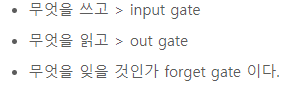 무엇을 쓰고 > input gate
무엇을 읽고 > out gate
무엇을 잊을 것인가 forget gate 이다.